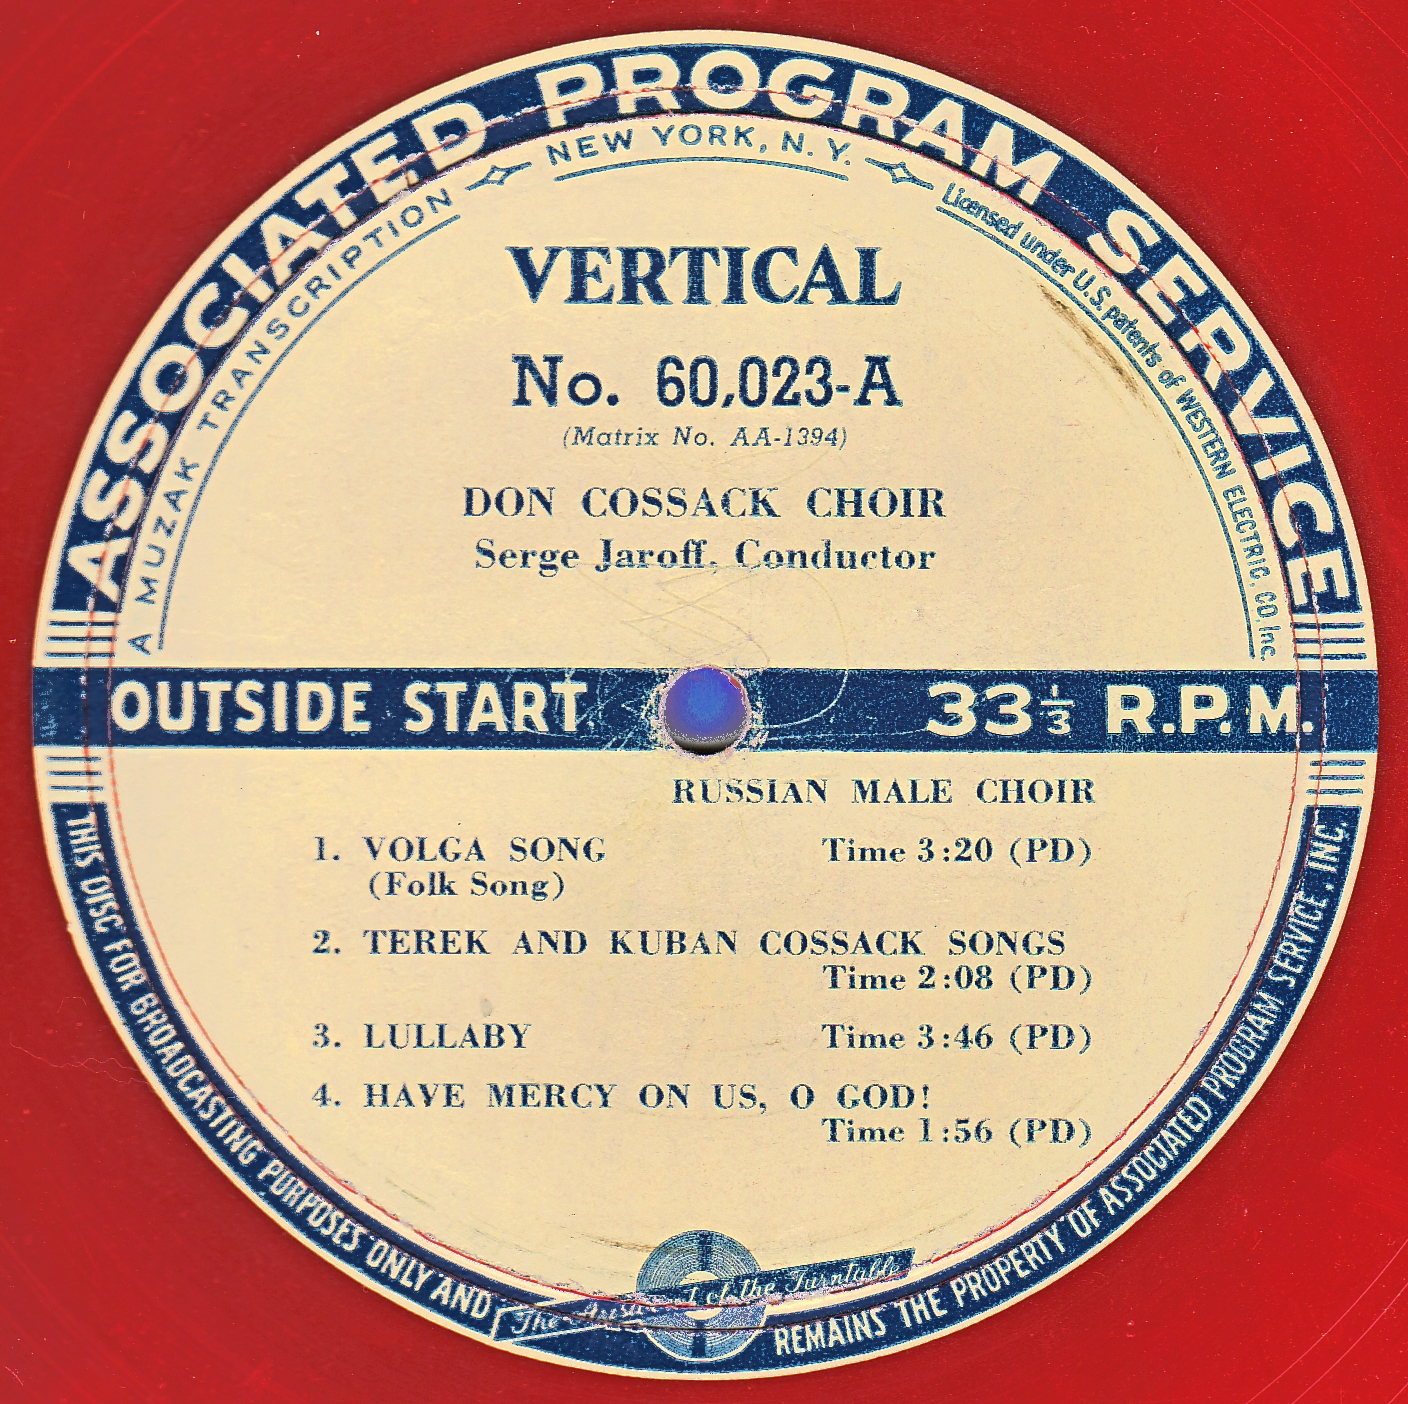 ASSOCIATED PROGRAM SERVICE
A MUZAK TRANSCRIPTION
NEW YORK, N.Y.
Licensed under U.S. patents of WESTERN ELECTRIC, CO, Inc.
VERTICAL
No. 60,023-A
(Matrix No. AA-1394)
DON COSSACK CHOIR
Serge Jaroff, Conductor
OUTSIDE START
33 1/3 R.P.M.
RUSSIAN MALE CHOIR
1. VOLGA SONG Time 3:20 (PD)
(Folk Song)
2. TEREK AND KUBAN COSSACK SONGS
Time 2:08 (PD)
3. LULLABY Time 3:46 (PD)
4. HAVE MERCY ON US, O GOD!
Time 1:56 (PD)
The of the Turntable
THIS DISC FOR BROADCASTING PURPOSES ONLY AND REMAINS THE PROPERTY OF ASSOCIATED PROGRAM SERVICE, INC.